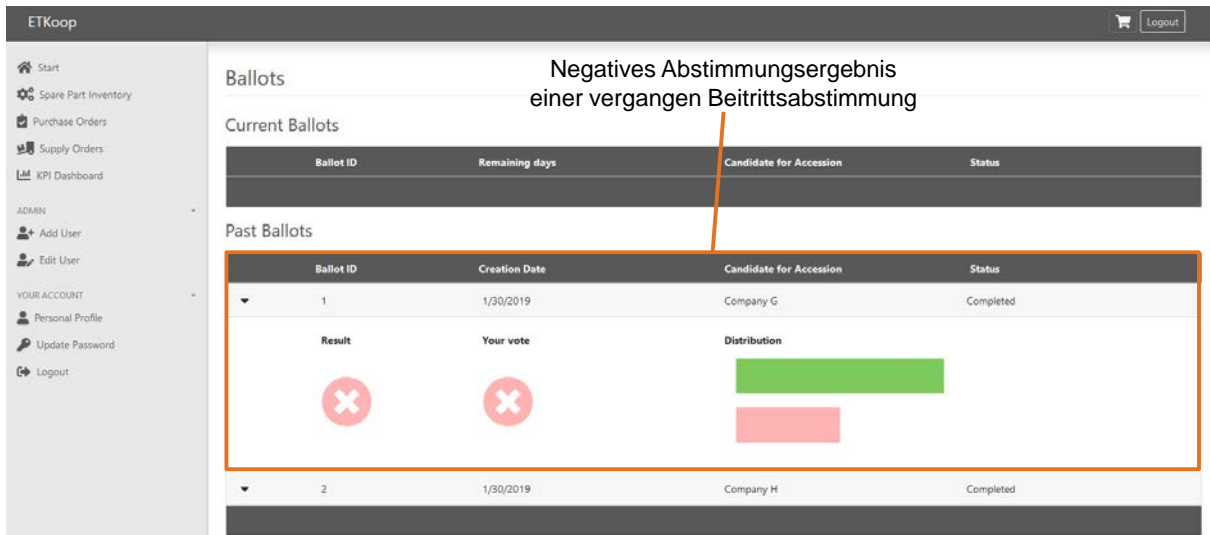 ETKoop
Logout
Start
Spare Part Inventory
Purchase Orders
Supply Orders
KPI Dashboard
ADMIN
Add User
Edit User
YOUR ACCOUNT
Personal Profile
Update Password
Logout
Negatives Abstimmungsergebnis
einer vergangen Beitrittsabstimmung
Ballots
Current Ballots
Ballot ID Remaining days Candidate for Accession Status
Past Ballots
Ballot ID Creation Date Candidate for Accession Status
1 1/30/2019 Company G Completed
Result Your vote Distribution
2 1/30/2019 Company H Completed